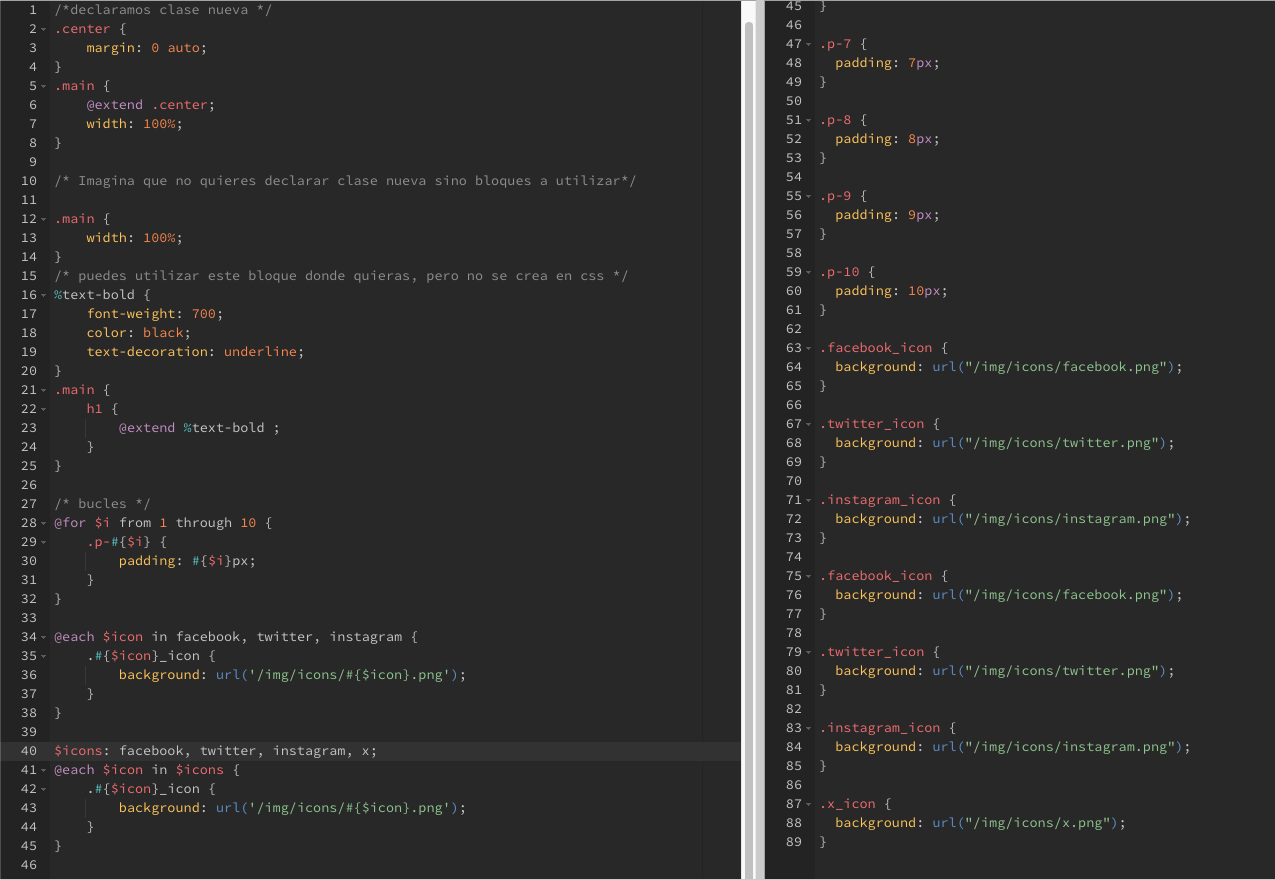 1 /*declaramos clase nueva */
2 .center {
3     margin: 0 auto;
4 }
5 .main {
6     @extend .center;
7     width: 100%;
8 }
9
10 /* Imagina que no quieres declarar clase nueva sino bloques a utilizar*/
11
12 .main {
13     width: 100%;
14 }
15 /* puedes utilizar este bloque donde quieras, pero no se crea en css */
16 %text-bold {
17     font-weight: 700;
18     color: black;
19     text-decoration: underline;
20 }
21 .main {
22     h1 {
23         @extend %text-bold ;
24     }
25 }
26
27 /* bucles */
28 @for $i from 1 through 10 {
29     .p-#{$i} {
30         padding: #{$i}px;
31     }
32 }
33
34 @each $icon in facebook, twitter, instagram {
35     .#{$icon}_icon {
36         background: url('/img/icons/#{$icon}.png');
37     }
38 }
39
40 $icons: facebook, twitter, instagram, x;
41 @each $icon in $icons {
42     .#{$icon}_icon {
43         background: url('/img/icons/#{$icon}.png');
44     }
45 }
46
45 }
46
47 .p-7 {
48   padding: 7px;
49 }
50
51 .p-8 {
52   padding: 8px;
53 }
54
55 .p-9 {
56   padding: 9px;
57 }
58
59 .p-10 {
60   padding: 10px;
61 }
62
63 .facebook_icon {
64   background: url("/img/icons/facebook.png");
65 }
66
67 .twitter_icon {
68   background: url("/img/icons/twitter.png");
69 }
70
71 .instagram_icon {
72   background: url("/img/icons/instagram.png");
73 }
74
75 .facebook_icon {
76   background: url("/img/icons/facebook.png");
77 }
78
79 .twitter_icon {
80   background: url("/img/icons/twitter.png");
81 }
82
83 .instagram_icon {
84   background: url("/img/icons/instagram.png");
85 }
86
87 .x_icon {
88   background: url("/img/icons/x.png");
89 }